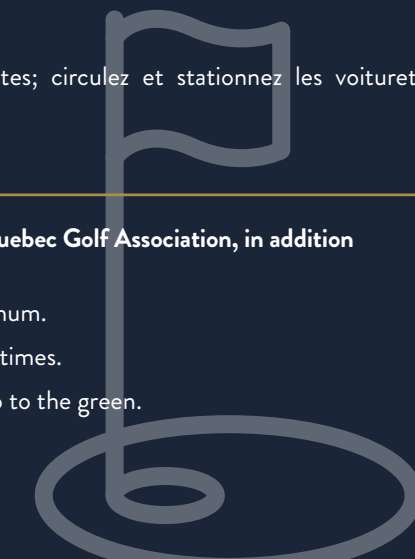 tes; circulez et stationnez les voituret
uebec Golf Association, in addition
num.
times.
to the green.